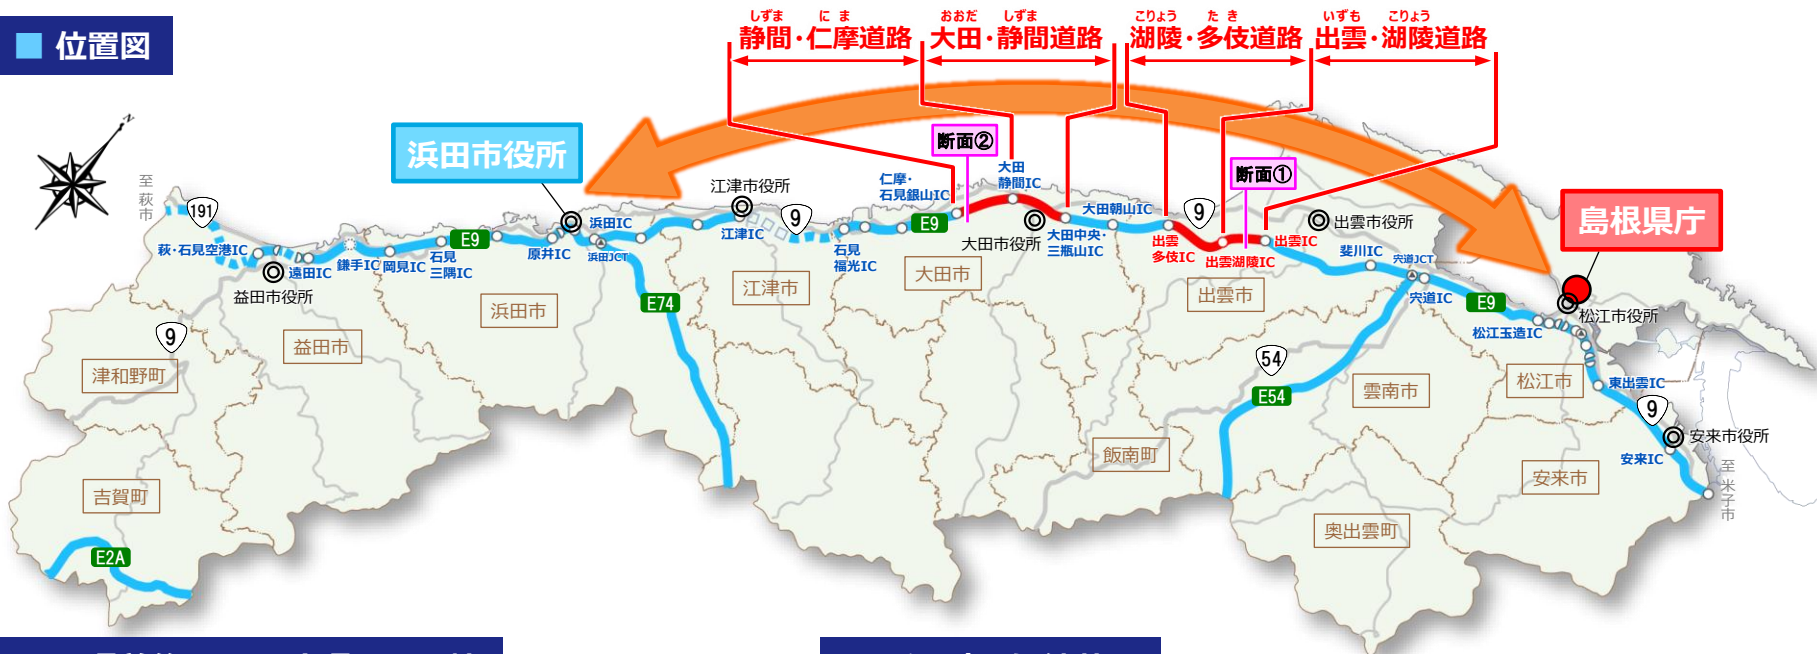 位置図
しずま にま
静間・仁摩道路
おおだ しずま
大田・静間道路
こりょう たき
湖陵・多伎道路
いずも こりょう
出雲・湖陵道路
N
浜田市役所
島根県庁
断面②
断面①
至萩市
191
萩・石見空港IC
益田市役所
遠田IC
鎌手IC
岡見IC
石見
三隅IC
E9
原井IC
浜田IC
浜田JCT
江津市役所
江津IC
9
石見
福光IC
E9
仁摩・
石見銀山IC
大田
静間IC
大田市役所
大田中央・
三瓶山IC
大田朝山IC
9
出雲
多伎IC
出雲湖陵IC
出雲IC
出雲市役所
斐川IC
宍道JCT
宍道IC
E9
松江玉造IC
松江市役所
東出雲IC
9
安来市役所
安来IC
至米子市
9
津和野町
益田市
浜田市
E74
江津市
大田市
出雲市
54
E54
飯南町
雲南市
松江市
安来市
奥出雲町
吉賀町
E2A